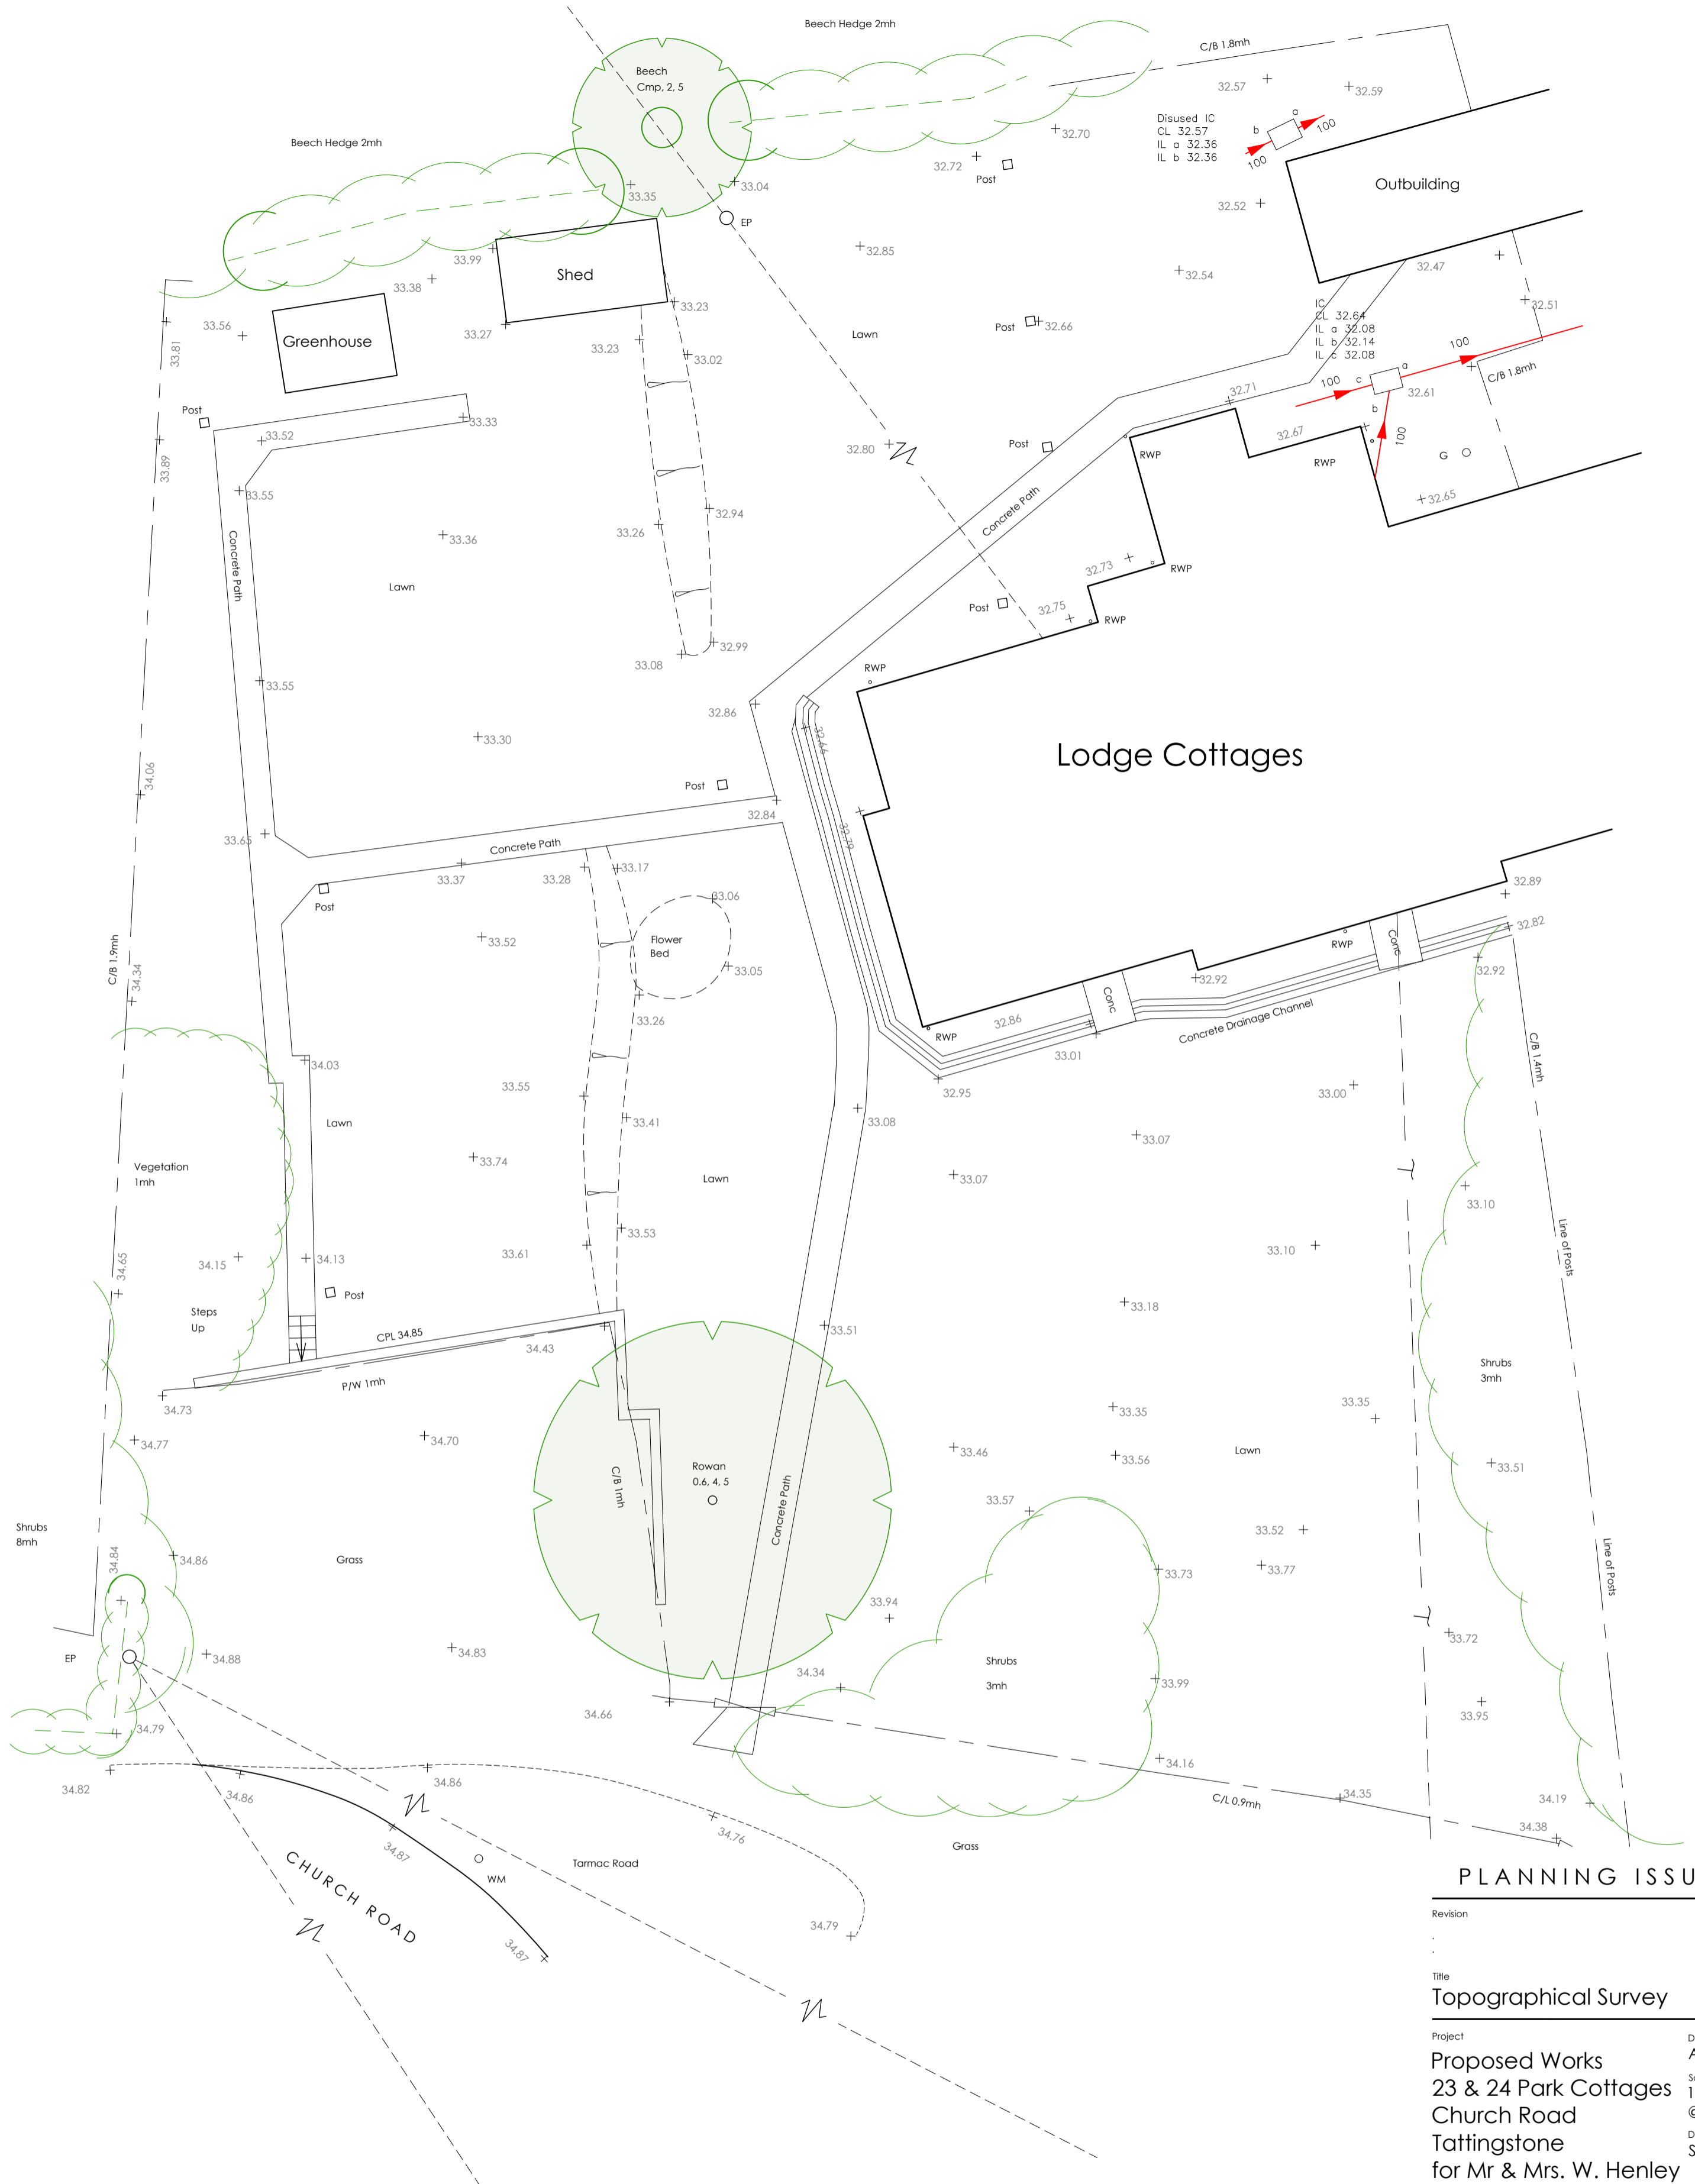 Beech Hedge 2mh
C/B 1.8mh
Beech
Cmp, 2, 5
32.57
32.59
Disused IC
CL 32.57
IL a 32.36
IL b 32.36
a
b
100
100
32.70
Beech Hedge 2mh
32.72
Post
33.35
33.04
Outbuilding
32.52
EP
32.85
33.99
Shed
32.54
32.47
33.38
33.23
32.51
IC
CL 32.64
IL a 32.08
IL b 32.14
IL c 32.08
33.56
33.27
33.81
Greenhouse
33.23
Lawn
Post
32.66
33.02
100
C/B 1.8mh
100
c
a
32.61
b
32.71
Post
33.33
33.52
33.89
32.80
Post
RWP
32.67
RWP
100
G
33.55
32.65
Concrete Path
32.94
33.26
33.36
Concrete Path
Lawn
32.73
RWP
Post
32.75
RWP
33.08
32.99
RWP
33.55
32.86
33.30
32.66
Lodge Cottages
34.06
Post
32.84
33.65
32.79
Concrete Path
33.37
33.28
33.17
Post
33.06
32.89
32.82
33.52
Flower
Bed
RWP
Conc
C/B 1.9mh
33.05
32.92
32.92
34.34
Conc
33.26
32.86
Concrete Drainage Channel
RWP
33.01
C/B 1.4mh
34.03
33.55
32.95
33.00
Lawn
33.41
33.08
33.07
Vegetation
1mh
33.74
33.07
Lawn
33.10
33.53
34.65
34.15
34.13
33.61
33.10
Line of Posts
Post
Steps
Up
33.18
CPL 34.85
33.51
34.43
Shrubs
3mh
P/W 1mh
34.73
33.35
33.35
34.77
34.70
33.46
33.56
Lawn
Rowan
0.6, 4, 5
C/B 1mh
33.51
33.57
Concrete Path
Shrubs
8mh
33.52
34.84
34.86
Grass
33.73
33.77
Line of Posts
33.94
33.72
EP
34.88
34.83
34.34
Shrubs
3mh
33.99
34.66
33.95
34.79
34.82
34.86
34.86
34.16
34.35
C/L 0.9mh
34.19
34.76
34.38
34.87
Grass
CHURCH ROAD
WM
Tarmac Road
34.79
34.87
PLANNING ISSU
Revision
.
.
Title
Topographical Survey
Project
Proposed Works
23 & 24 Park Cottages
Church Road
Tattingstone
for Mr & Mrs. W. Henley